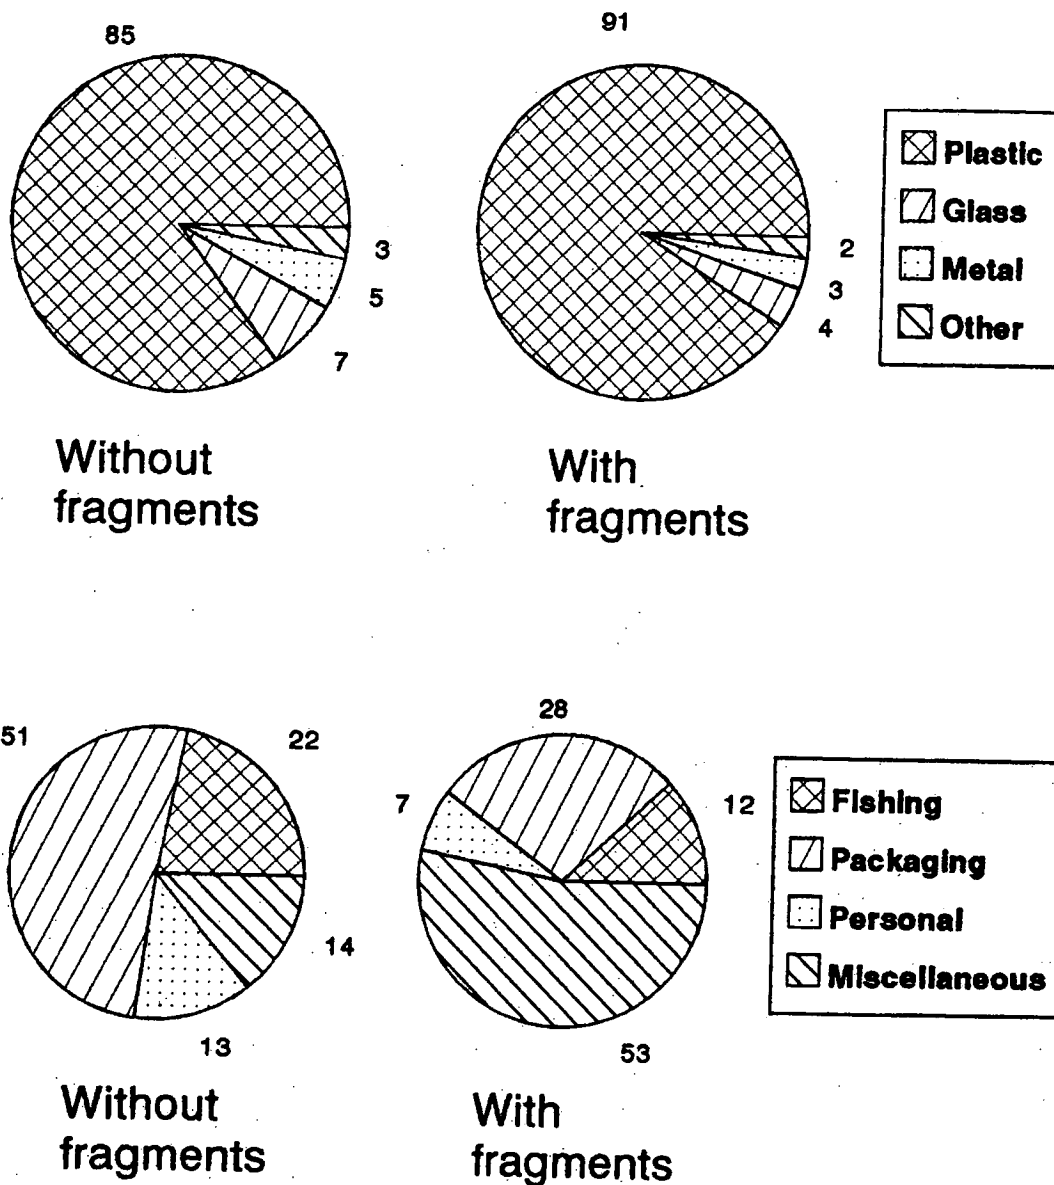 85
91
3
5
7
2
3
4
Plastic
Glass
Metal
Other
Without
fragments
With
fragments
51
22
14
13
28
7
12
53
Fishing
Packaging
Personal
Miscellaneous
Without
fragments
With
fragments